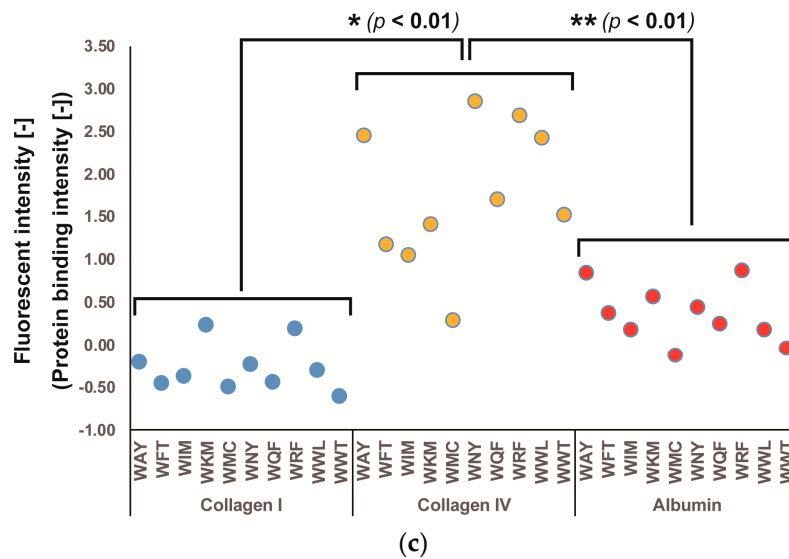 * (p < 0.01) ** (p < 0.01)
Fluorescent intensity [-]
(Protein binding intensity [-])
3.50
3.00
2.50
2.00
1.50
1.00
0.50
0.00
-0.50
-1.00
WAY WFT WIM WKM WMC WNY WQF WRF WWL WWT WAY WFT WIM WKM WMC WNY WQF WRF WWL WWT WAY WFT WIM WKM WMC WNY WQF WRF WWL WWT
Collagen I Collagen IV Albumin
(c)